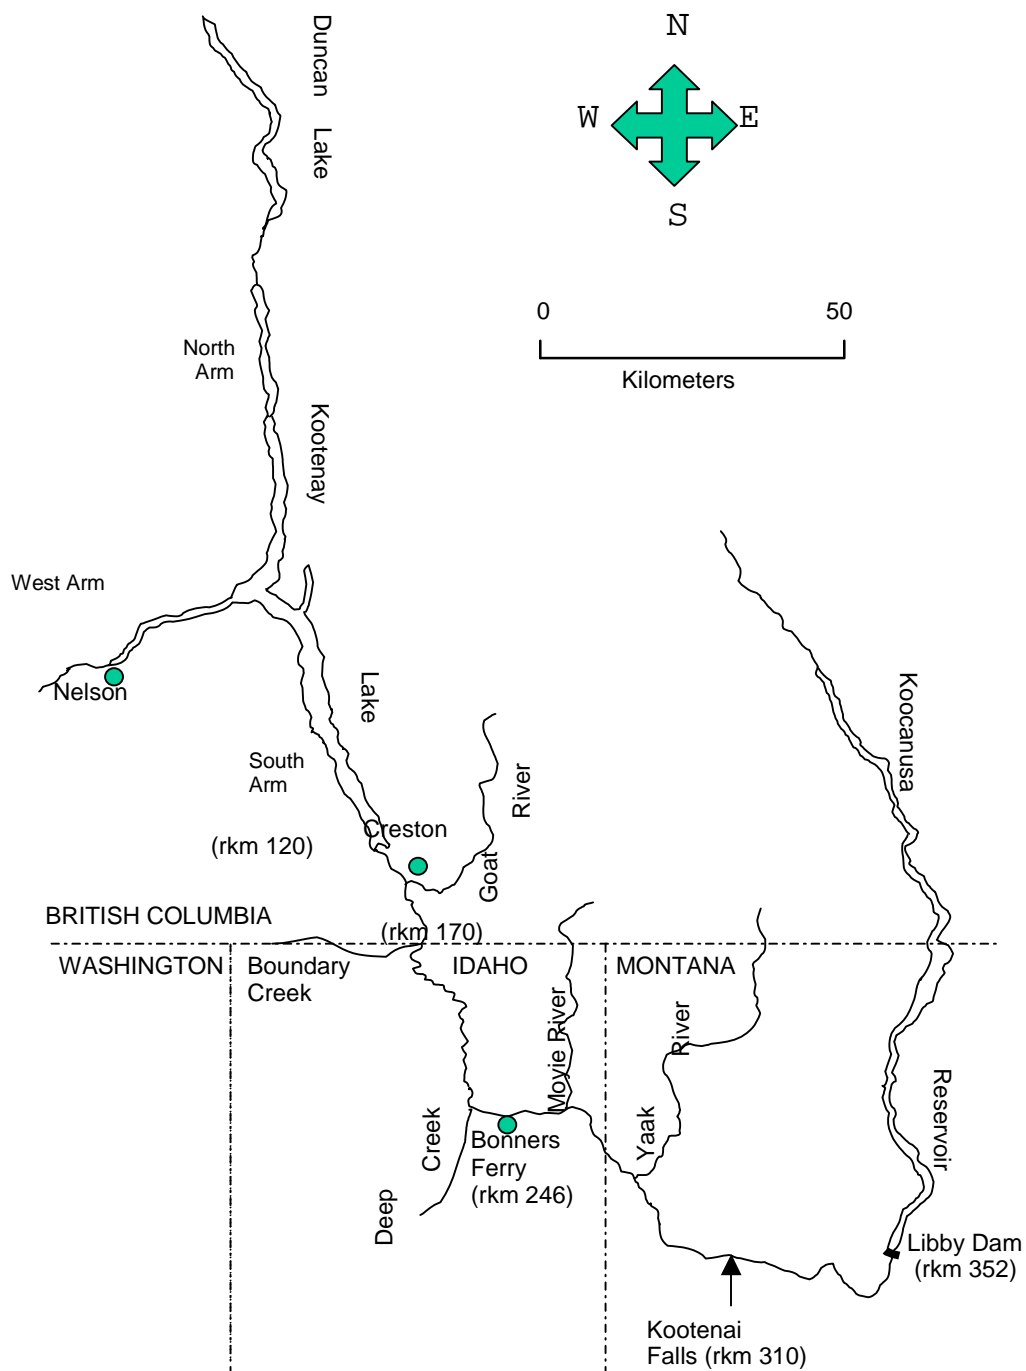 Duncan Lake
N
W
E
S
0
50
Kilometers
North
Arm
Kootenay
Lake
West Arm
Nelson
South
Arm
Koocanusa
Reservoir
River
Goat
Creston
(rkm 120)
BRITISH COLUMBIA
(rkm 170)
WASHINGTON
Boundary
Creek
IDAHO
MONTANA
Moyie River
River
Yaak
Creek
Deep
Bonners
Ferry
(rkm 246)
Libby Dam
(rkm 352)
Kootenai
Falls (rkm 310)